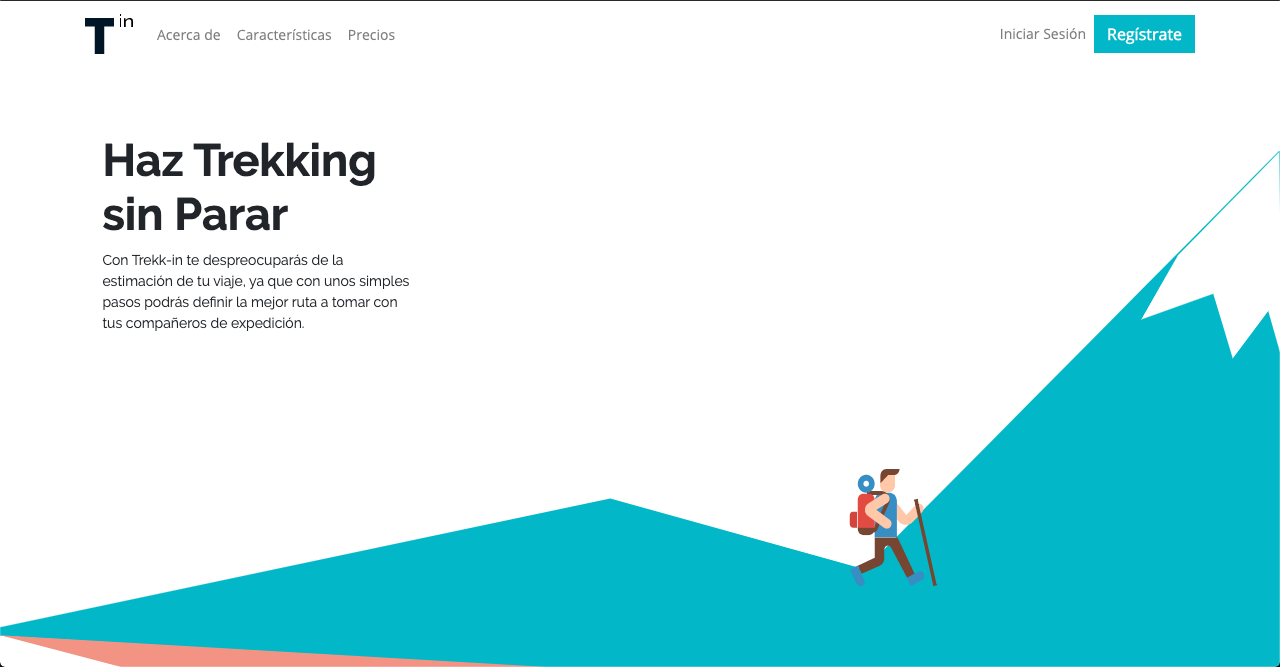 T in
Acerca de Características Precios Iniciar Sesión Regístrate
Haz Trekking
sin Parar
Con Trekk-in te despreocuparás de la
estimación de tu viaje, ya que con unos simples
pasos podrás definir la mejor ruta a tomar con
tus compañeros de expedición.